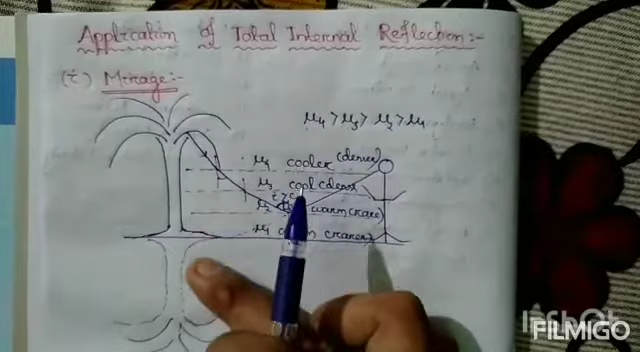 Application of Total Internal Reflection:-
(i) Mirage:-
μ4 > μ3 > μ2 > μ1
μ4 cooler (denser)
μ3 cool (dense
i > c
μ2 warm (rare)
μ1 (rarer)
FILMIGO